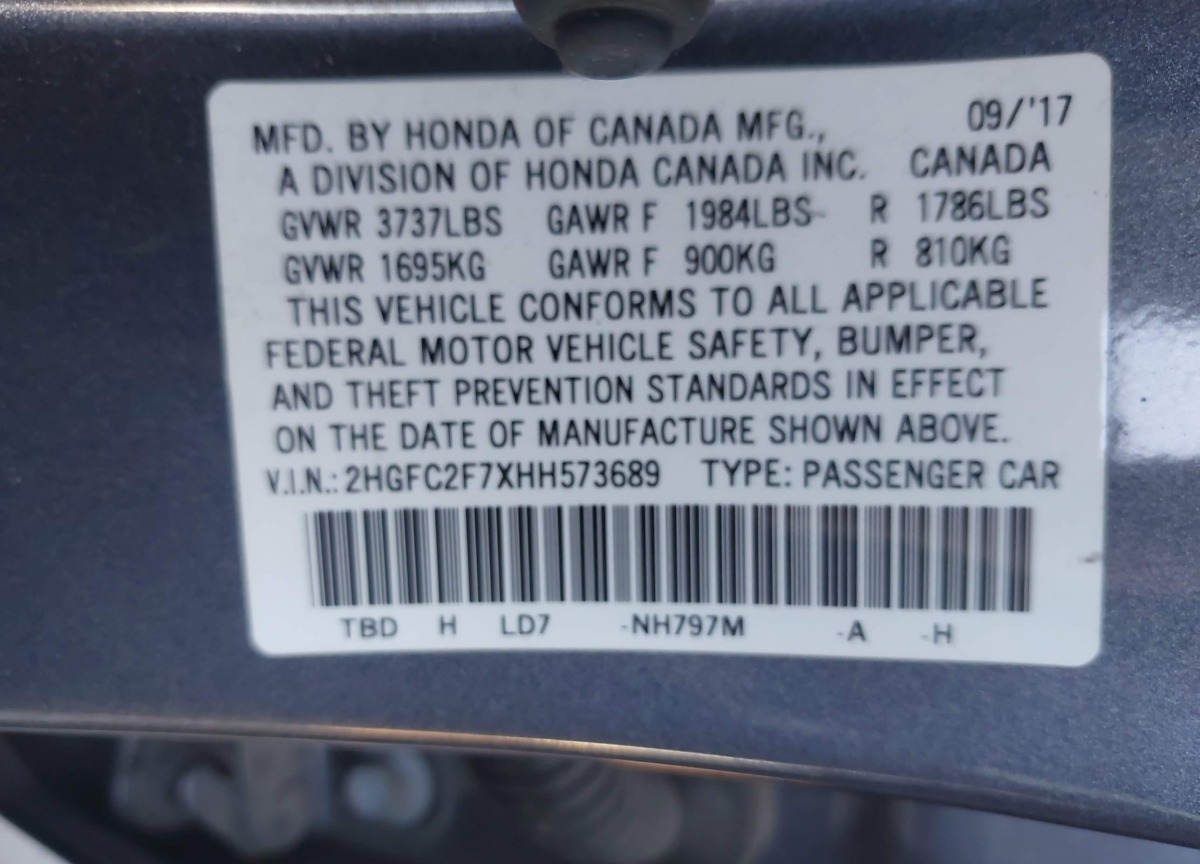 MFD. BY HONDA OF CANADA MFG., 09/'17
A DIVISION OF HONDA CANADA INC. CANADA
GVWR 3737LBS GAWR F 1984LBS R 1786LBS
GVWR 1695KG GAWR F 900KG R 810KG
THIS VEHICLE CONFORMS TO ALL APPLICABLE
FEDERAL MOTOR VEHICLE SAFETY, BUMPER,
AND THEFT PREVENTION STANDARDS IN EFFECT
ON THE DATE OF MANUFACTURE SHOWN ABOVE.
V.I.N.: 2HGFC2F7XHH573689 TYPE: PASSENGER CAR
TBD H LD7 -NH797M -A -H